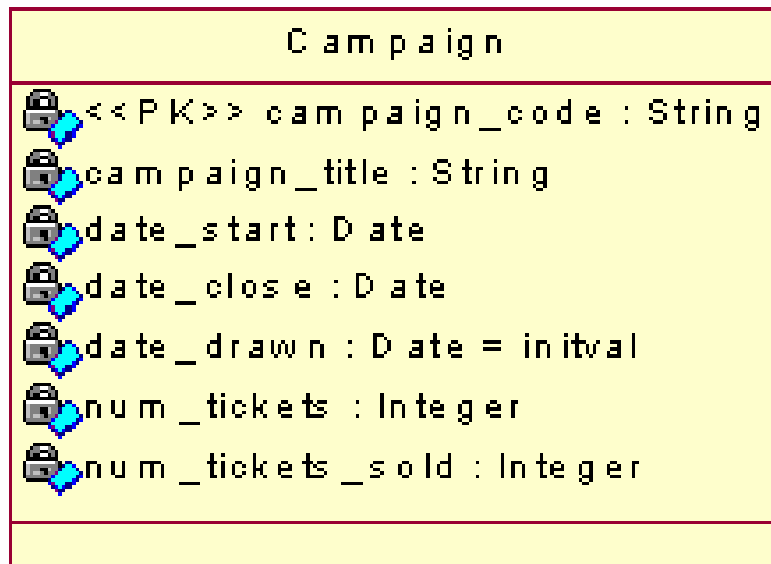 Campaign
<<PK>> campaign_code : String
campaign_title : String
date_start : Date
date_close : Date
date_drawn : Date = initval
num_tickets : Integer
num_tickets_sold : Integer